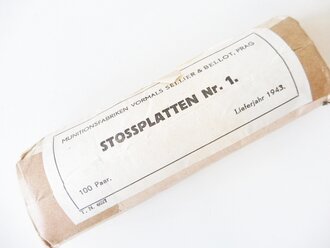 MUNITIONSFABRIKEN VORMALS SELLIER & BELLOT, PRAG
STOSSPLATTEN Nr. 1.
100 Paar.
Lieferjahr 1943.